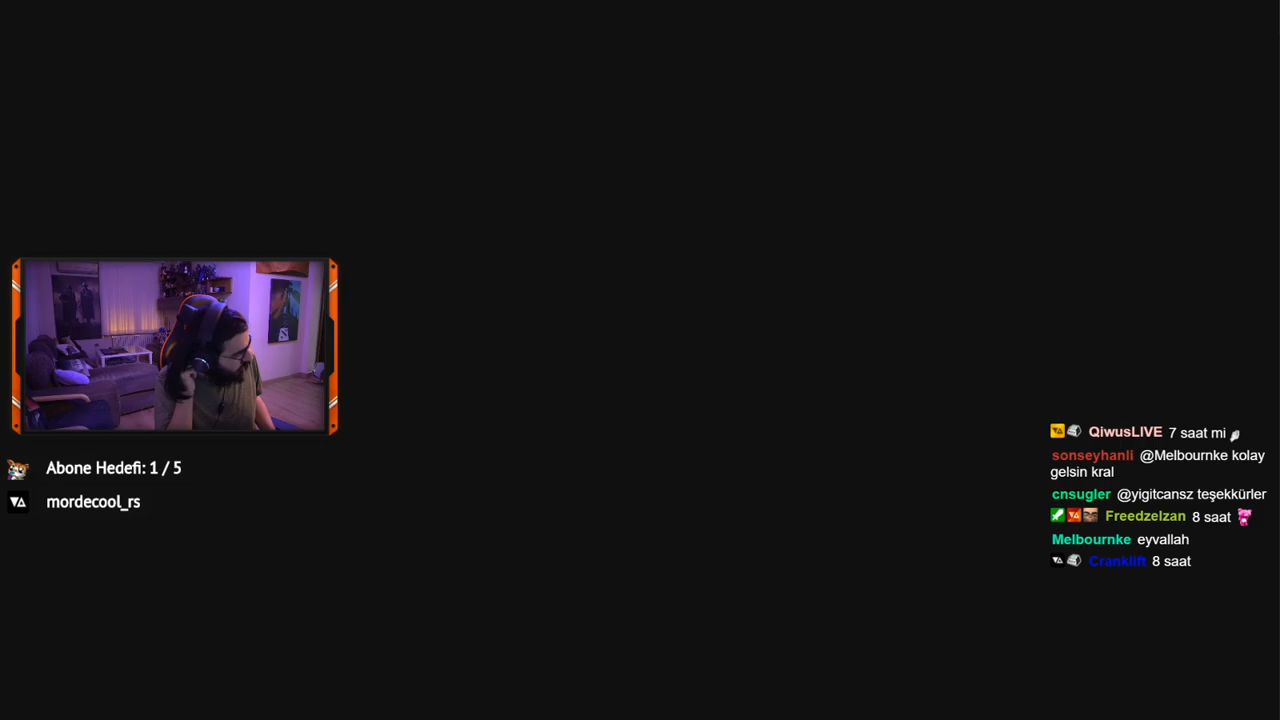 Abone Hedefi: 1 / 5
mordecool_rs
QiwusLIVE 7 saat mi
sonseyhanli @Melbournke kolay
gelsin kral
cnsugler @yigitcansz teşekkürler
Freedzelzan 8 saat
Melbournke eyvallah
Cranklift 8 saat